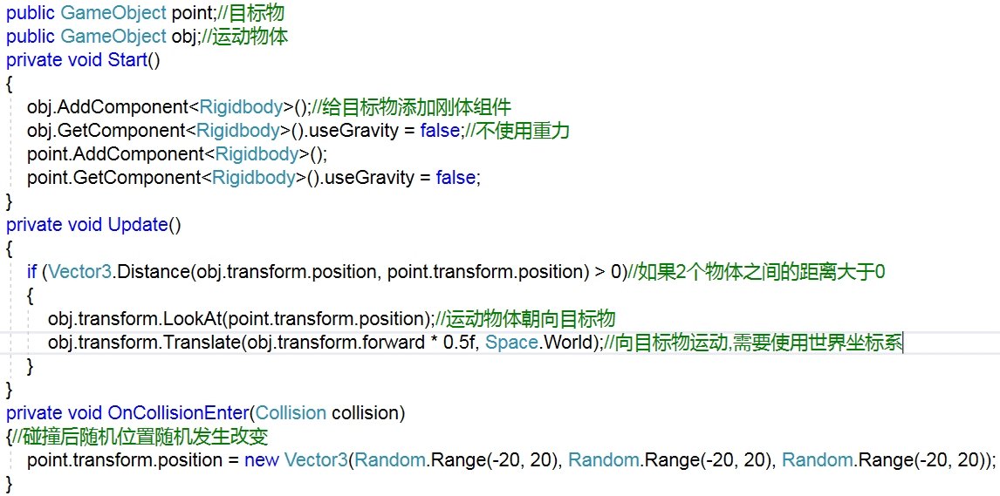 public GameObject point;//目标物
public GameObject obj;//运动物体
private void Start()
{
    obj.AddComponent<Rigidbody>();//给目标物添加刚体组件
    obj.GetComponent<Rigidbody>().useGravity = false;//不使用重力
    point.AddComponent<Rigidbody>();
    point.GetComponent<Rigidbody>().useGravity = false;
}
private void Update()
{
    if (Vector3.Distance(obj.transform.position, point.transform.position) > 0)//如果2个物体之间的距离大于0
    {
        obj.transform.LookAt(point.transform.position);//运动物体朝向目标物
        obj.transform.Translate(obj.transform.forward * 0.5f, Space.World);//向目标物运动,需要使用世界坐标系
    }
}
private void OnCollisionEnter(Collision collision)
{//碰撞后随机位置随机发生改变
    point.transform.position = new Vector3(Random.Range(-20, 20), Random.Range(-20, 20), Random.Range(-20, 20));
}